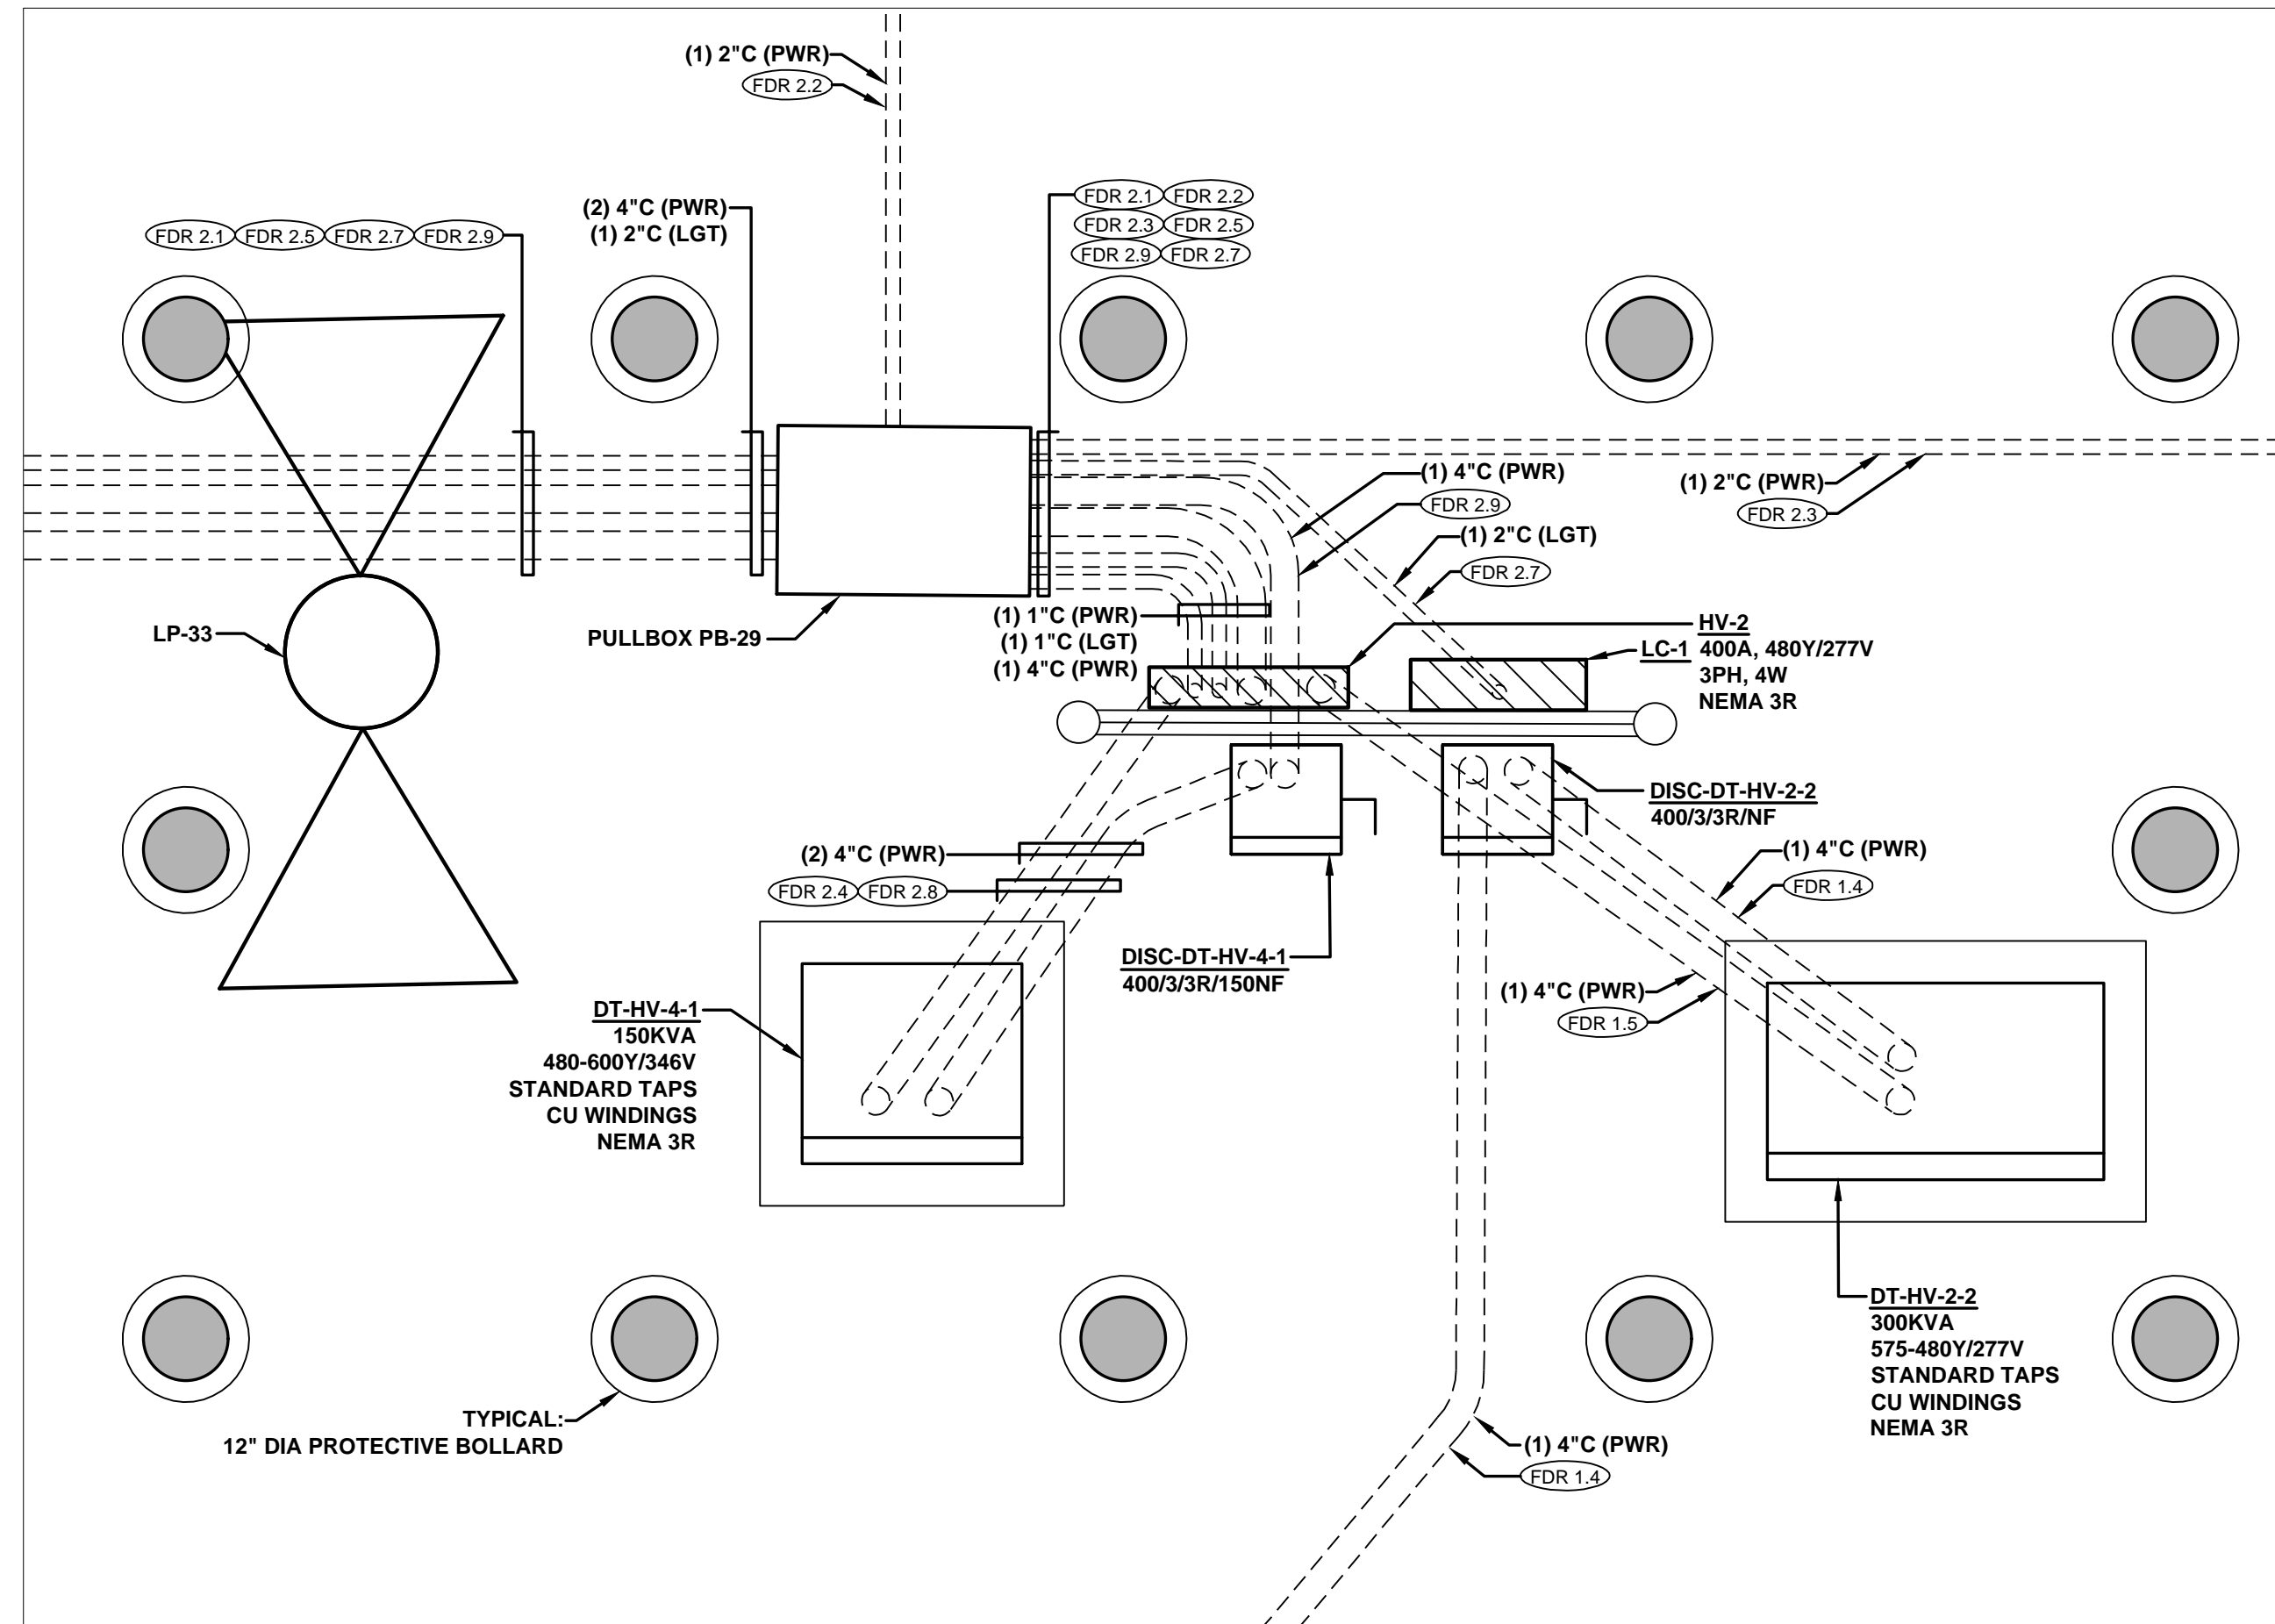 (1) 2"C (PWR)
FDR 2.2
FDR 2.1 FDR 2.5 FDR 2.7 FDR 2.9
(2) 4"C (PWR)
(1) 2"C (LGT)
FDR 2.1 FDR 2.2
FDR 2.3 FDR 2.5
FDR 2.9 FDR 2.7
(1) 4"C (PWR)
FDR 2.9
(1) 2"C (LGT)
FDR 2.7
(1) 2"C (PWR)
FDR 2.3
LP-33
PULLBOX PB-29
(1) 1"C (PWR)
(1) 1"C (LGT)
(1) 4"C (PWR)
HV-2
400A, 480Y/277V
3PH, 4W
NEMA 3R
LC-1
DISC-DT-HV-2-2
400/3/3R/NF
(2) 4"C (PWR)
FDR 2.4 FDR 2.8
(1) 4"C (PWR)
FDR 1.4
DISC-DT-HV-4-1
400/3/3R/150NF
(1) 4"C (PWR)
FDR 1.5
DT-HV-4-1
150KVA
480-600Y/346V
STANDARD TAPS
CU WINDINGS
NEMA 3R
DT-HV-2-2
300KVA
575-480Y/277V
STANDARD TAPS
CU WINDINGS
NEMA 3R
TYPICAL:
12" DIA PROTECTIVE BOLLARD
(1) 4"C (PWR)
FDR 1.4